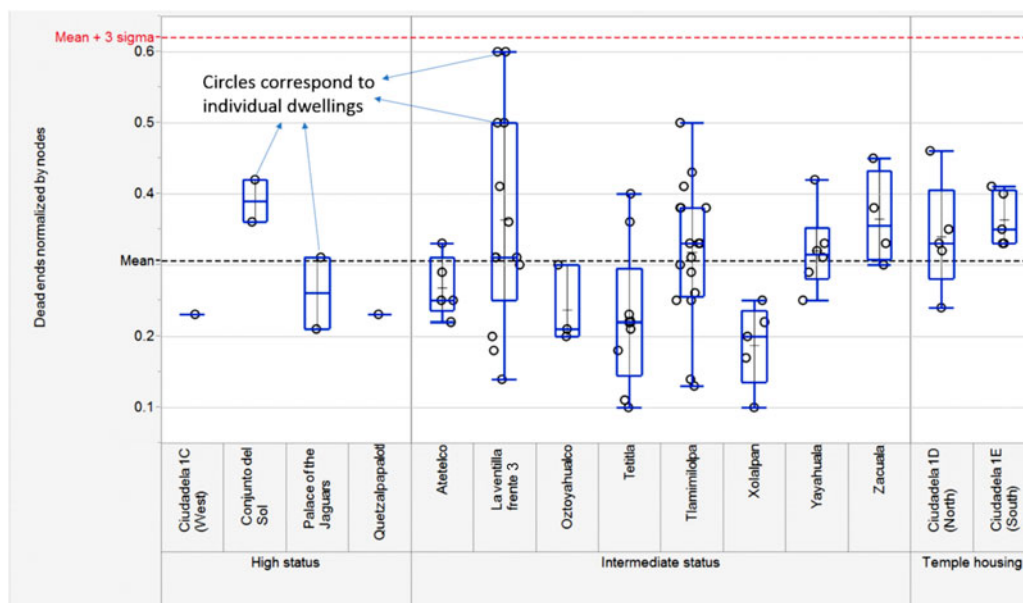 Mean + 3 sigma
0.6
Circles correspond to
individual dwellings
0.5
0.4
Mean
0.2
0.1
Dead ends normalized by nodes
Ciudadela 1C
(West)
Conjunto del
Sol
Palace of the
Jaguars
Quetzalpapalotl
Atetelco
La ventilla
frente 3
Oztoyahualco
Tetitla
Tlamimilolpa
Xolalpan
Yayahuala
Zacuala
Ciudadela 1D
(North)
Ciudadela 1E
(South)
High status
Intermediate status
Temple housing